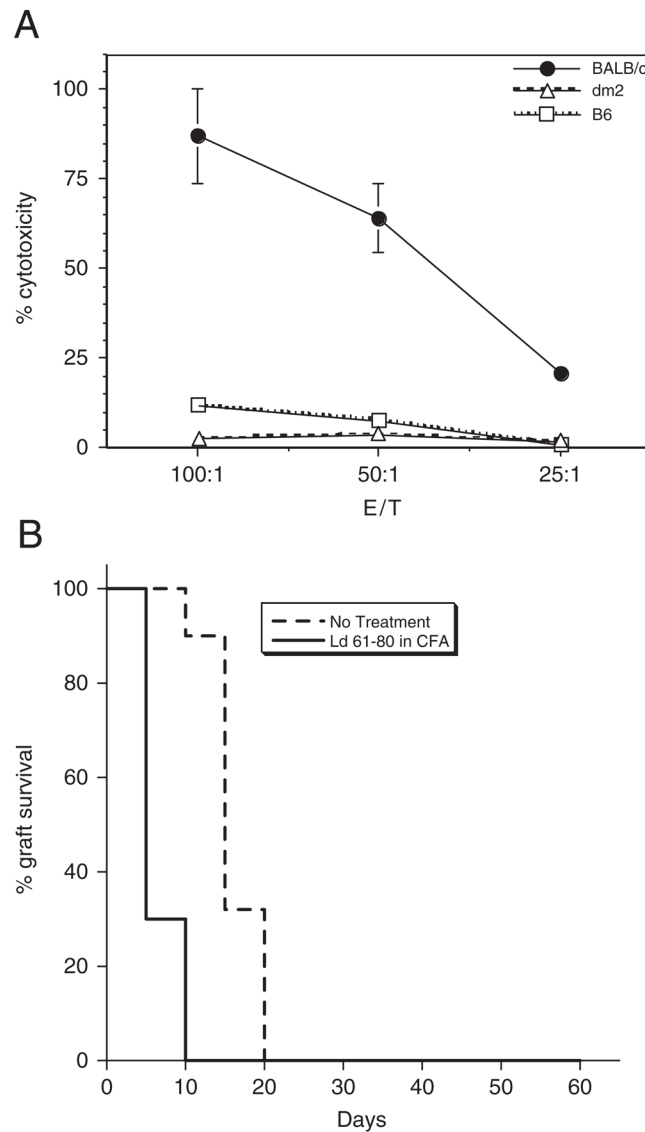 A
BALB/c
dm2
B6
100
75
50
25
0
% cytotoxicity
100:1 50:1 25:1
E/T
B
100
80
60
40
20
0
% graft survival
No Treatment
Ld 61-80 in CFA
0 10 20 30 40 50 60
Days